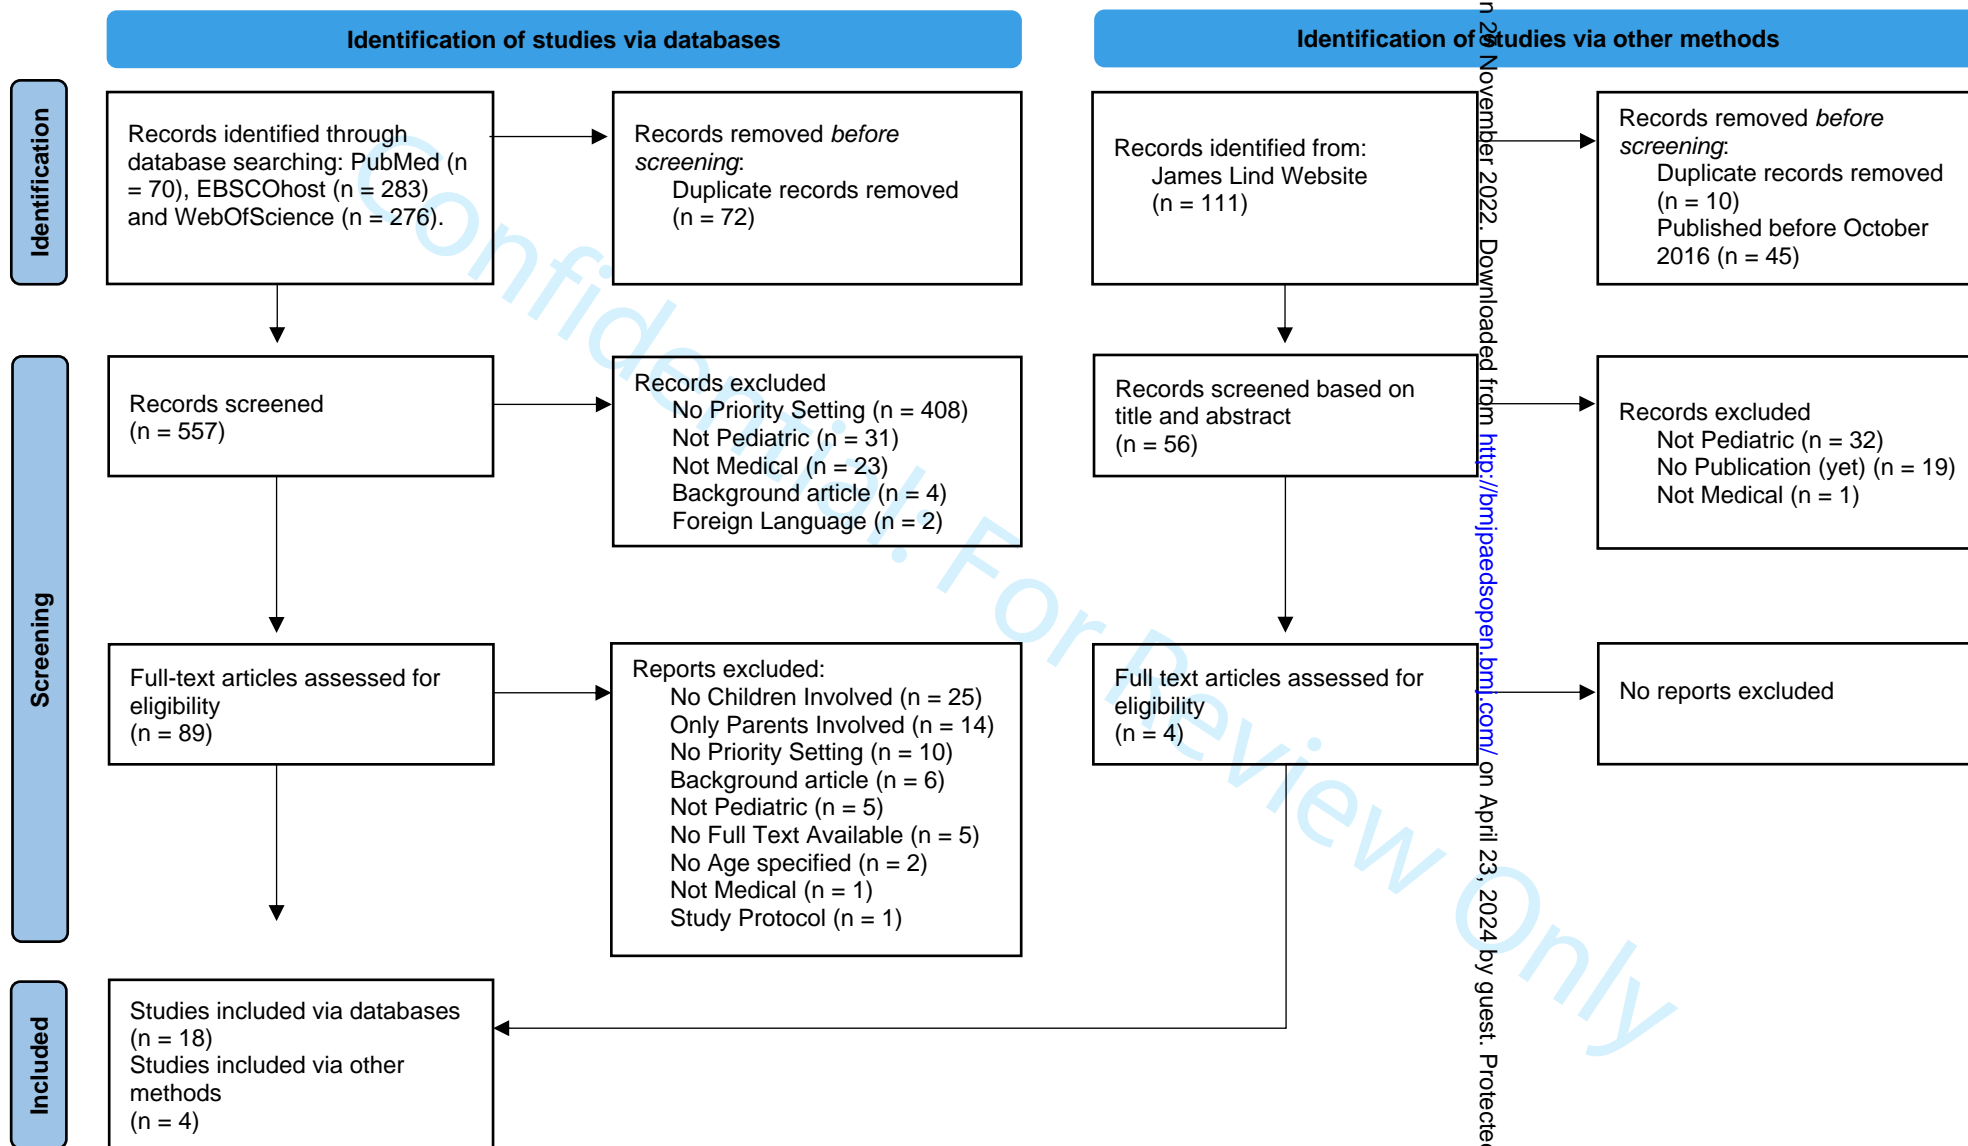 Identification of studies via databases
Identification of studies via other methods
Identification
Records identified through
database searching: PubMed (n
= 70), EBSCOhost (n = 283)
and WebOfScience (n = 276).
Records removed before
screening:
Duplicate records removed
(n = 72)
Records identified from:
James Lind Website
(n = 111)
Records removed before
screening:
Duplicate records removed
(n = 10)
Published before October
2016 (n = 45)
Screening
Records screened
(n = 557)
Records excluded
No Priority Setting (n = 408)
Not Pediatric (n = 31)
Not Medical (n = 23)
Background article (n = 4)
Foreign Language (n = 2)
Records screened based on
title and abstract
(n = 56)
Records excluded
Not Pediatric (n = 32)
No Publication (yet) (n = 19)
Not Medical (n = 1)
Full-text articles assessed for
eligibility
(n = 89)
Reports excluded:
No Children Involved (n = 25)
Only Parents Involved (n = 14)
No Priority Setting (n = 10)
Background article (n = 6)
Not Pediatric (n = 5)
No Full Text Available (n = 5)
No Age specified (n = 2)
Not Medical (n = 1)
Study Protocol (n = 1)
Full text articles assessed for
eligibility
(n = 4)
No reports excluded
Included
Studies included via databases
(n = 18)
Studies included via other
methods
(n = 4)
Confidential: For Review Only
November 2022. Downloaded from http://bmjpaedsopen.bmj.com/ on April 23, 2024 by guest. Protected